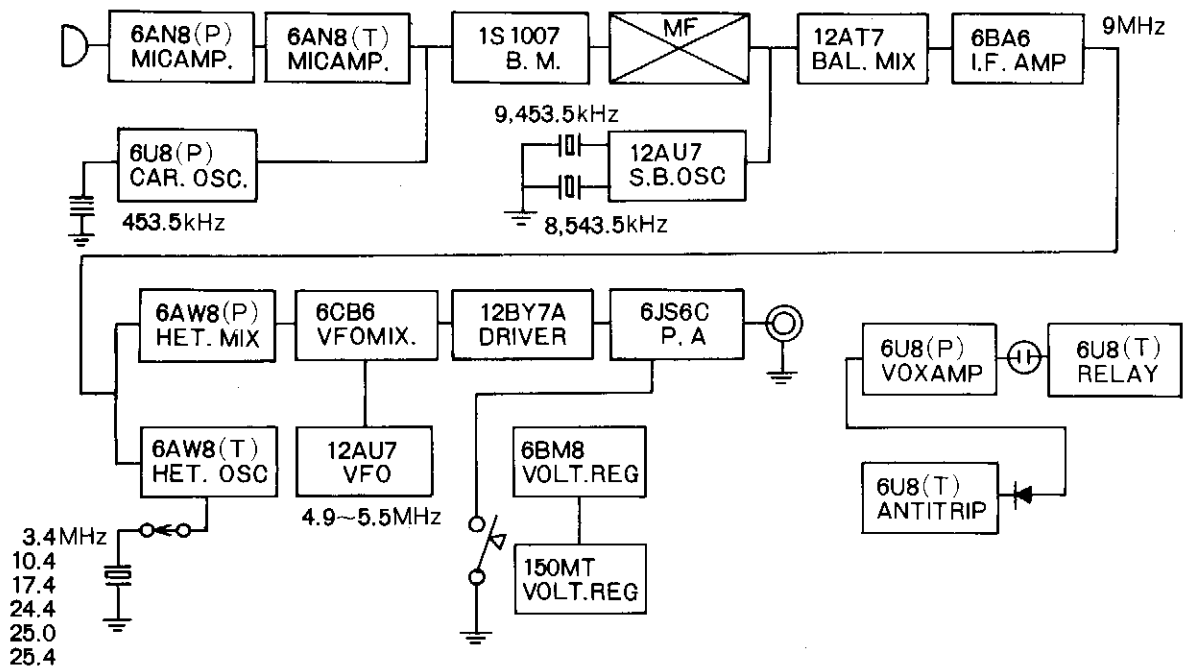 6AN8(P)
MICAMP.
6AN8(T)
MICAMP.
1S1007
B. M.
MF
12AT7
BAL. MIX
6BA6
I.F. AMP
9MHz
6U8(P)
CAR. OSC.
453.5kHz
9,453.5kHz
12AU7
S.B.OSC
8,543.5kHz
6AW8(P)
HET. MIX
6CB6
VFOMIX.
12BY7A
DRIVER
6JS6C
P. A
6U8(P)
VOXAMP
6U8(T)
RELAY
6AW8(T)
HET. OSC
12AU7
VFO
4.9~5.5MHz
6BM8
VOLT.REG
6U8(T)
ANTITRIP
3.4MHz
10.4
17.4
24.4
25.0
25.4
150MT
VOLT.REG